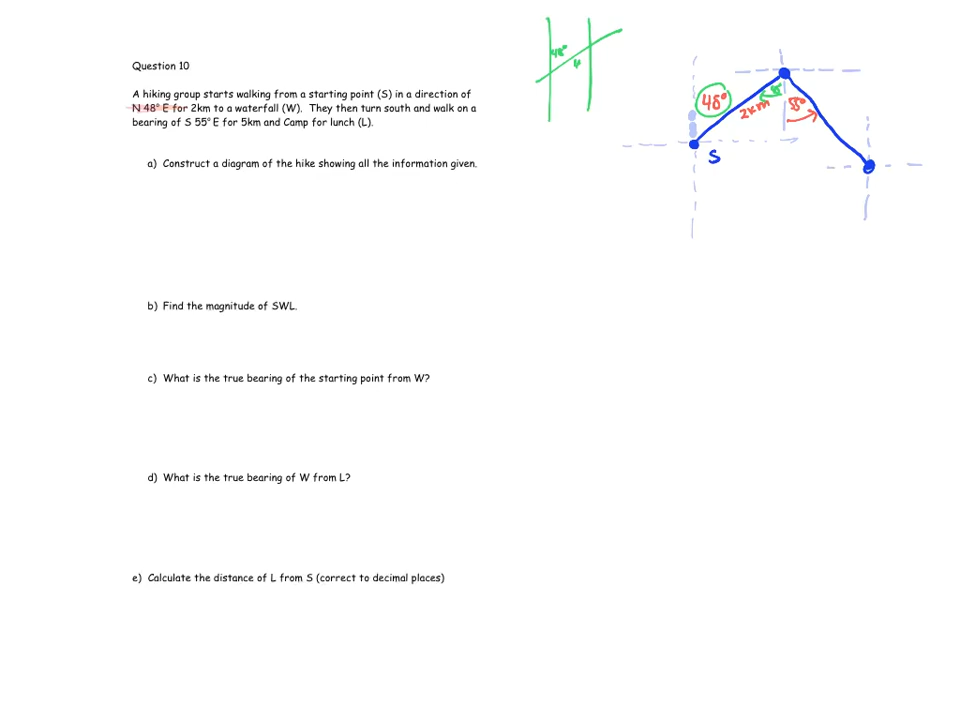 Question 10
A hiking group starts walking from a starting point (S) in a direction of
N 48° E for 2km to a waterfall (W). They then turn south and walk on a
bearing of S 55° E for 5km and Camp for lunch (L).
a) Construct a diagram of the hike showing all the information given.
b) Find the magnitude of SWL.
c) What is the true bearing of the starting point from W?
d) What is the true bearing of W from L?
e) Calculate the distance of L from S (correct to decimal places)
48°
48°
2km
55°
S